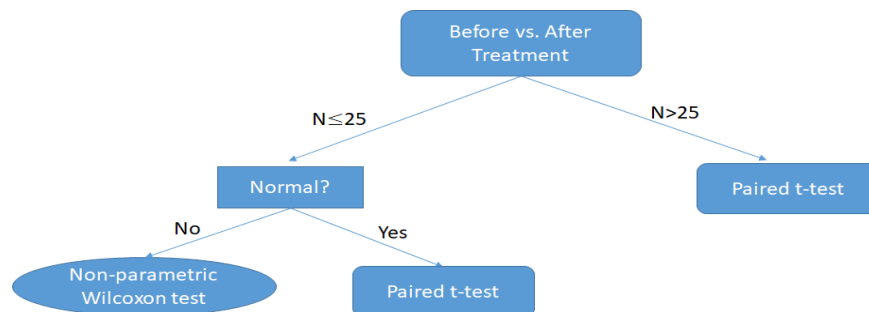 Before vs. After
Treatment
N≤25
N>25
Normal?
Paired t-test
No
Yes
Non-parametric
Wilcoxon test
Paired t-test